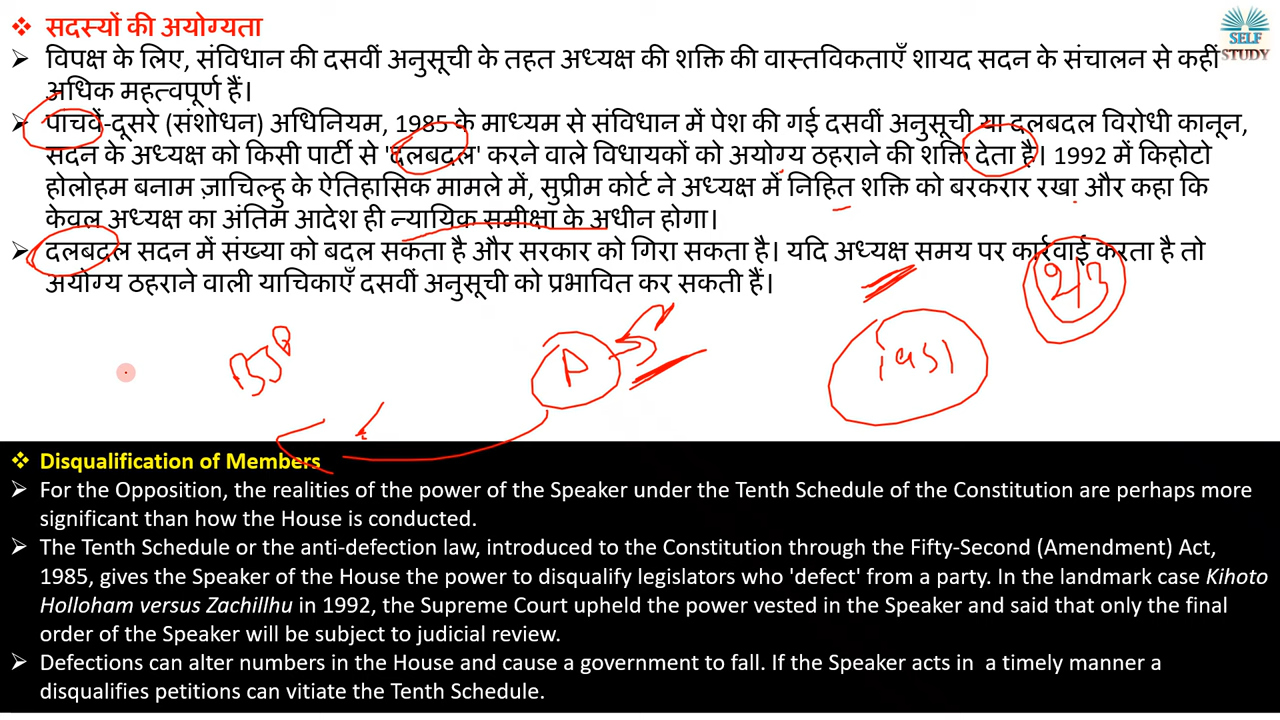 सदस्यों की अयोग्यता
SELF
STUDY
विपक्ष के लिए, संविधान की दसवीं अनुसूची के तहत अध्यक्ष की शक्ति की वास्तविकताएँ शायद सदन के संचालन से कहीं
अधिक महत्वपूर्ण हैं।
पांचवें-दूसरे (संशोधन) अधिनियम, 1985 के माध्यम से संविधान में पेश की गई दसवीं अनुसूची या दलबदल विरोधी कानून,
सदन के अध्यक्ष को किसी पार्टी से 'दलबदल' करने वाले विधायकों को अयोग्य ठहराने की शक्ति देता है। 1992 में किहोटो
होलोहम बनाम ज़ाचिल्हु के ऐतिहासिक मामले में, सुप्रीम कोर्ट ने अध्यक्ष में निहित शक्ति को बरकरार रखा और कहा कि
केवल अध्यक्ष का अंतिम आदेश ही न्यायिक समीक्षा के अधीन होगा।
दलबदल सदन में संख्या को बदल सकता है और सरकार को गिरा सकता है। यदि अध्यक्ष समय पर कार्रवाई करता है तो
अयोग्य ठहराने वाली याचिकाएँ दसवीं अनुसूची को प्रभावित कर सकती हैं।
2/3
A
1951
Disqualification of Members
For the Opposition, the realities of the power of the Speaker under the Tenth Schedule of the Constitution are perhaps more
significant than how the House is conducted.
The Tenth Schedule or the anti-defection law, introduced to the Constitution through the Fifty-Second (Amendment) Act,
1985, gives the Speaker of the House the power to disqualify legislators who 'defect' from a party. In the landmark case Kihoto
Holloham versus Zachillhu in 1992, the Supreme Court upheld the power vested in the Speaker and said that only the final
order of the Speaker will be subject to judicial review.
Defections can alter numbers in the House and cause a government to fall. If the Speaker acts in a timely manner a
disqualifies petitions can vitiate the Tenth Schedule.